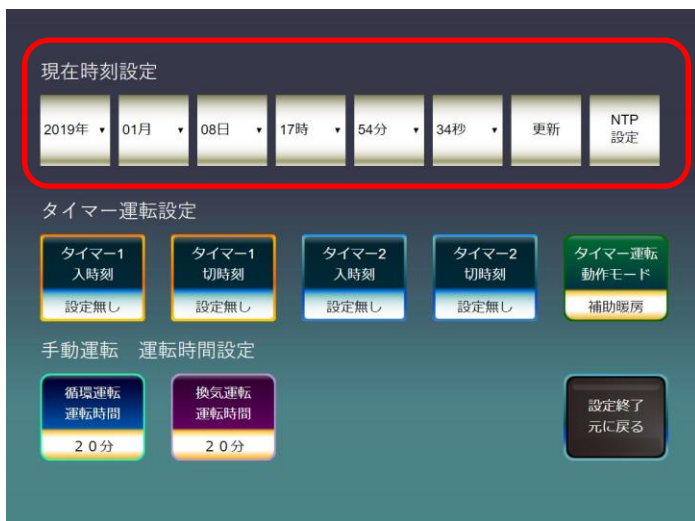 現在時刻設定
2019年 01月 08日 17時 54分 34秒 更新 NTP
設定
タイマー運転設定
タイマー1
入時刻
設定無し
タイマー1
切時刻
設定無し
タイマー2
入時刻
設定無し
タイマー2
切時刻
設定無し
タイマー運転
動作モード
補助暖房
手動運転　運転時間設定
循環運転
運転時間
２０分
換気運転
運転時間
２０分
設定終了
元に戻る